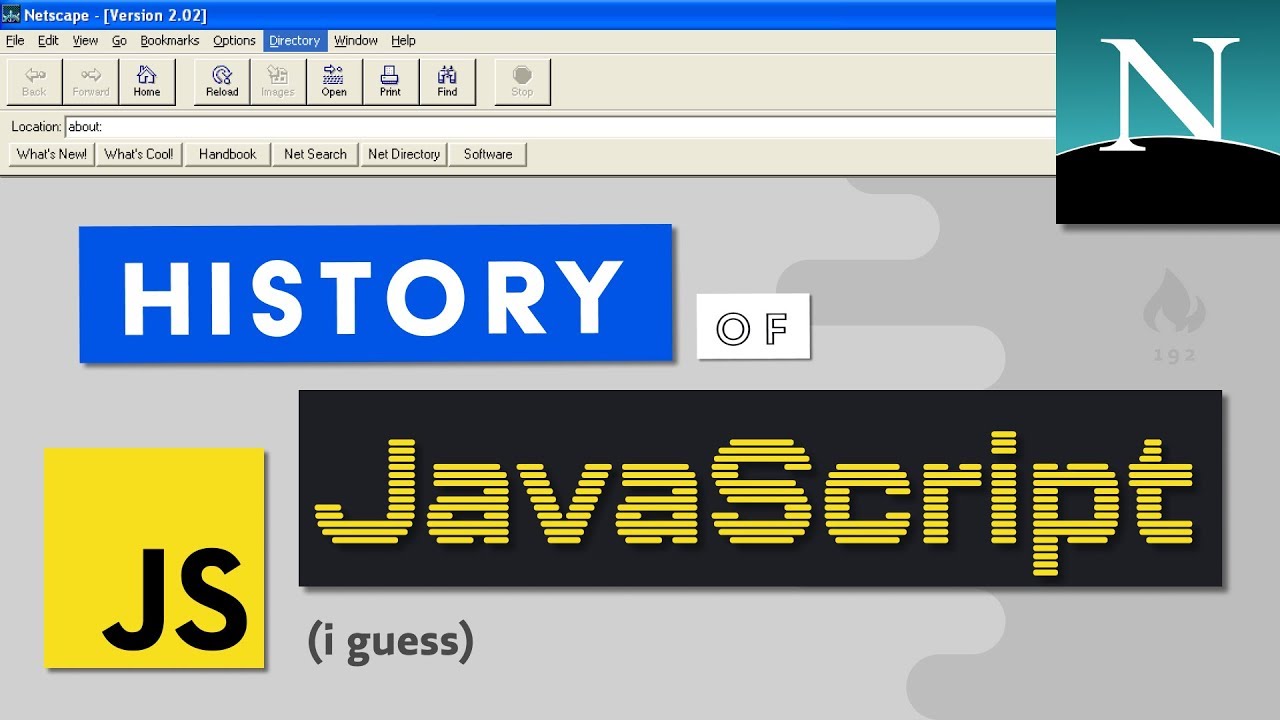 Netscape - [Version 2.02]
File Edit View Go Bookmarks Options Directory Window Help
Back Forward Home Reload Images Open Print Find Stop
Location: about:
What's New! What's Cool! Handbook Net Search Net Directory Software
N
HISTORY
OF
192
JavaScript
JS
(i guess)